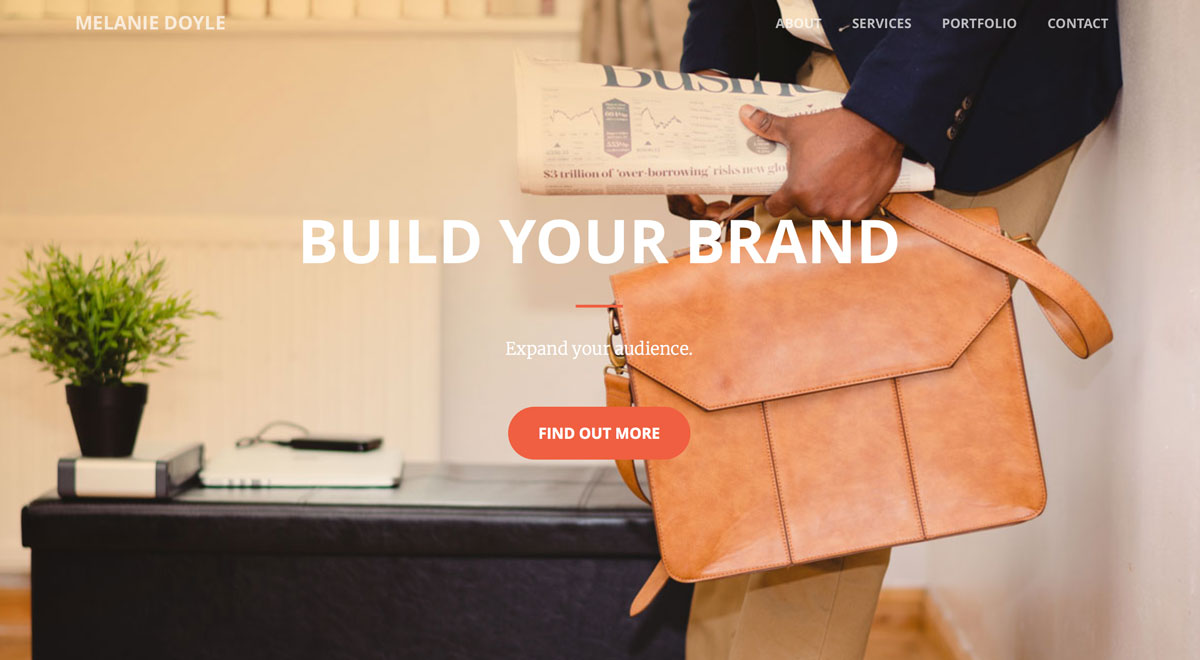 MELANIE DOYLE
ABOUT SERVICES PORTFOLIO CONTACT
Busine
$3 trillion of 'over-borrowing' risks new glo
BUILD YOUR BRAND
Expand your audience.
FIND OUT MORE